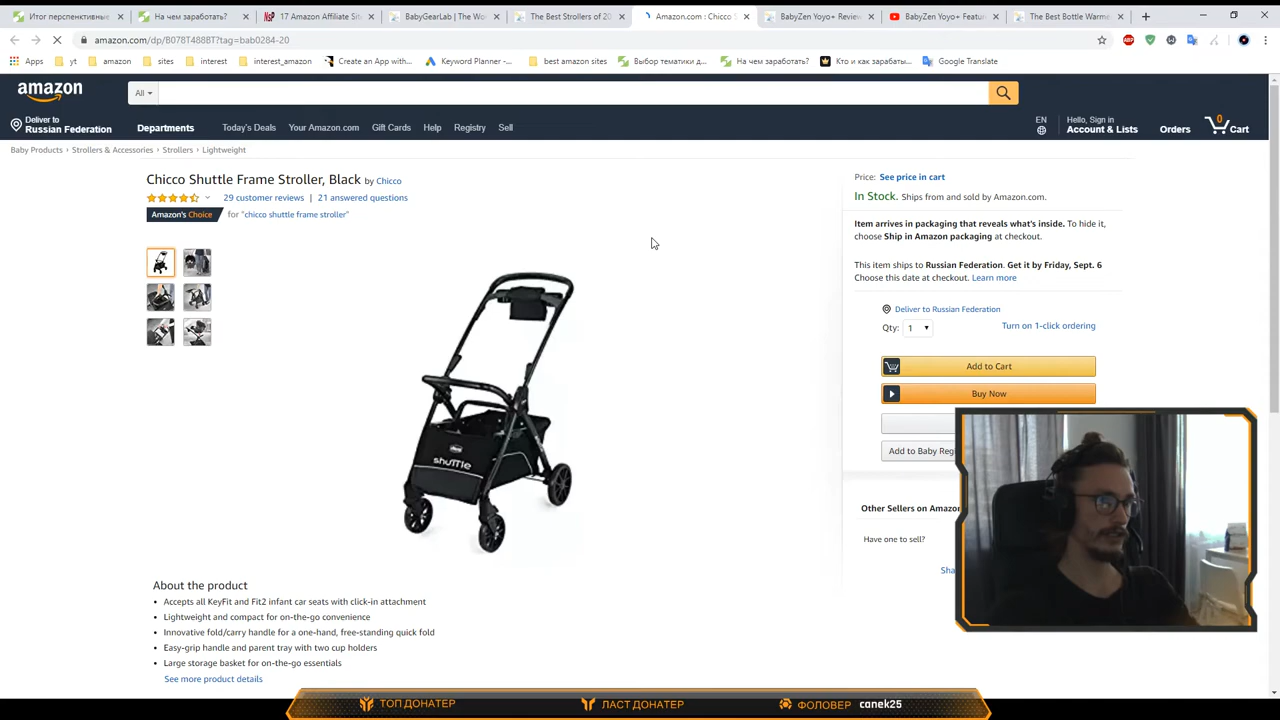 Итог перспенктивные
На чем заработать?
17 Amazon Affiliate Sit
BabyGearLab | The Wo
The Best Strollers of 20
Amazon.com : Chicco S
BabyZen Yoyo+ Review
BabyZen Yoyo+ Feature
The Best Bottle Warme
amazon.com/dp/B078T488BT?tag=bab0284-20
ABP
Apps
yt
amazon
sites
interest
interest_amazon
Create an App with...
Keyword Planner -...
best amazon sites
Выбор тематики д...
На чем заработать?
Кто и как зарабаты...
Google Translate
amazon
All
Deliver to
Russian Federation
Departments
Today's Deals
Your Amazon.com
Gift Cards
Help
Registry
Sell
EN
Hello, Sign in
Account & Lists
Orders
0
Cart
Baby Products › Strollers & Accessories › Strollers › Lightweight
Chicco Shuttle Frame Stroller, Black by Chicco
29 customer reviews | 21 answered questions
Amazon's Choice for "chicco shuttle frame stroller"
shuttle
About the product
• Accepts all KeyFit and Fit2 infant car seats with click-in attachment
• Lightweight and compact for on-the-go convenience
• Innovative fold/carry handle for a one-hand, free-standing quick fold
• Easy-grip handle and parent tray with two cup holders
• Large storage basket for on-the-go essentials
See more product details
Price: See price in cart
In Stock. Ships from and sold by Amazon.com.
Item arrives in packaging that reveals what's inside. To hide it,
choose Ship in Amazon packaging at checkout.
This item ships to Russian Federation. Get it by Friday, Sept. 6
Choose this date at checkout. Learn more
Deliver to Russian Federation
Qty: 1
Turn on 1-click ordering
Add to Cart
Buy Now
Add to Baby Reg
Other Sellers on Amazon
Have one to sell?
Sha
ТОП ДОНАТЕР
ЛАСТ ДОНАТЕР
ФОЛОВЕР canek25